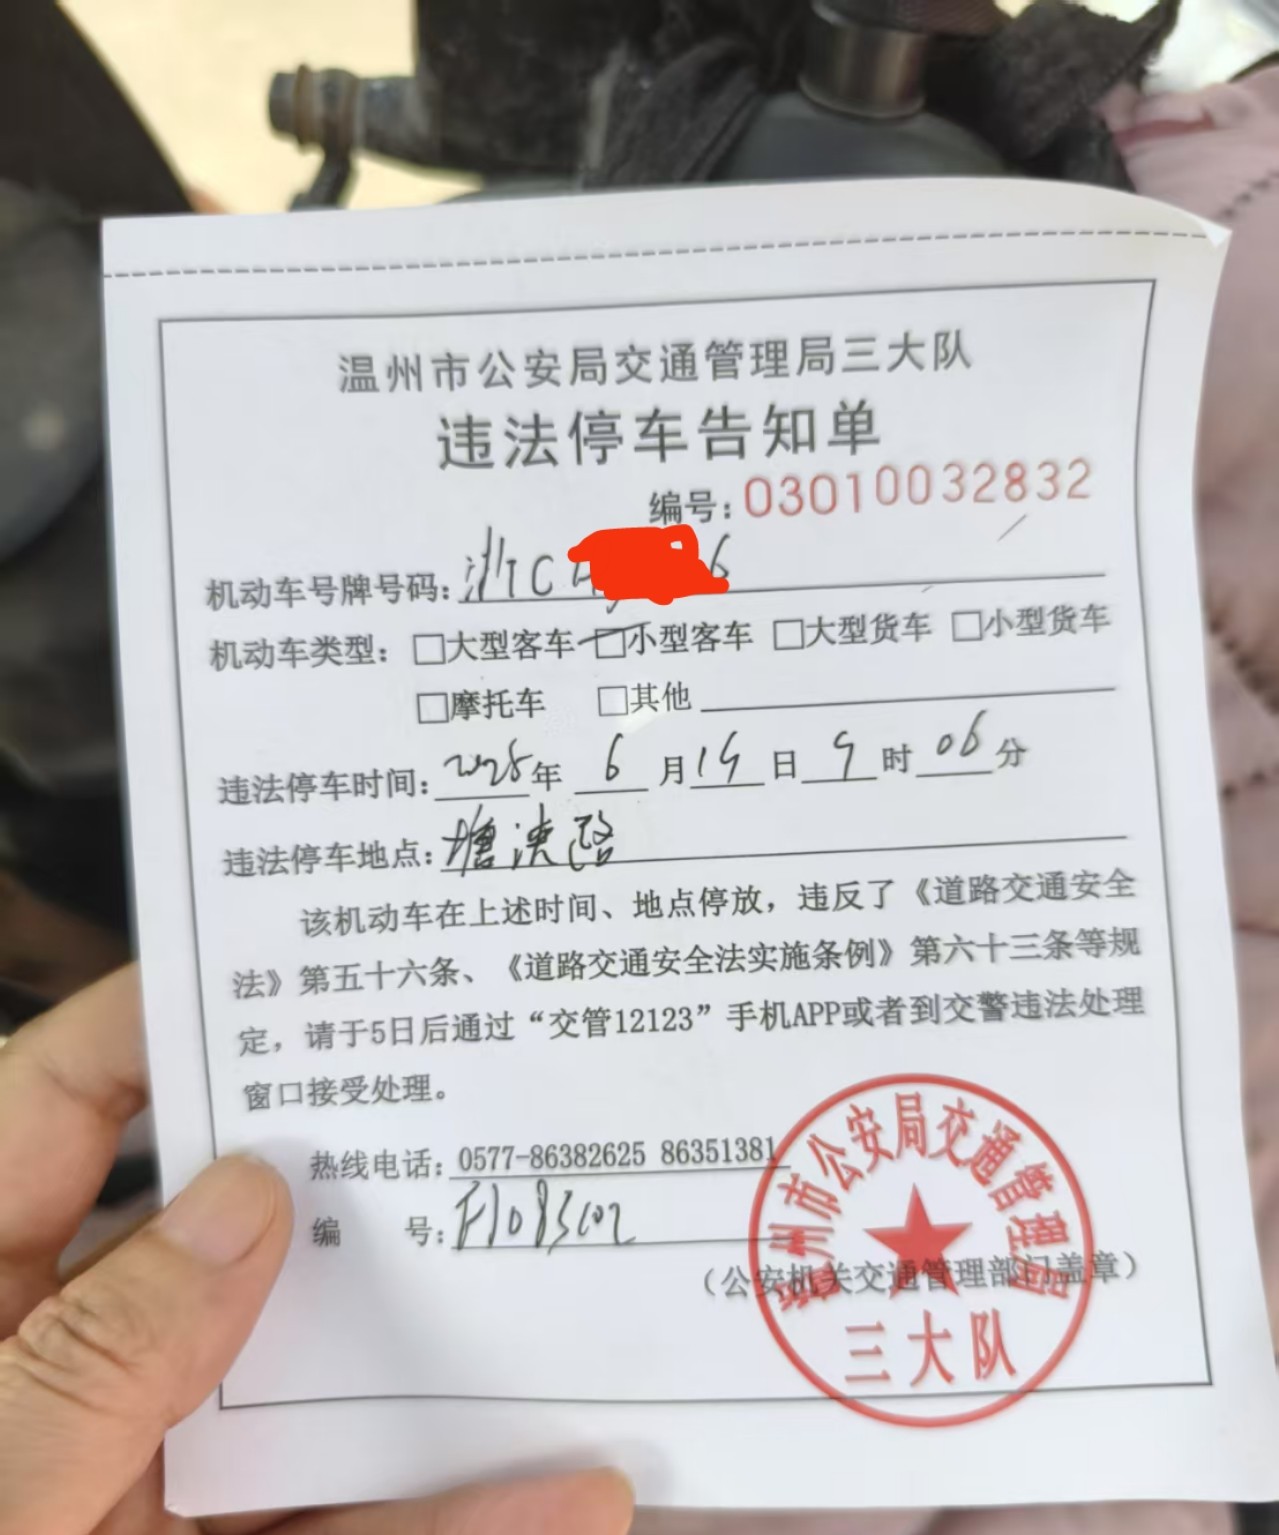 温州市公安局交通管理局三大队
违法停车告知单
编号：03010032832
机动车号牌号码：浙C 6
机动车类型：□大型客车 □小型客车 □大型货车 □小型货车
□摩托车 □其他
违法停车时间：2025年 6月19日9时06分
违法停车地点：塘洩路
该机动车在上述时间、地点停放，违反了《道路交通安全
法》第五十六条、《道路交通安全法实施条例》第六十三条等规
定，请于5日后通过“交管12123”手机APP或者到交警违法处理
窗口接受处理。
热线电话：0577-86382625 86351381
编 号：
（公安机关交通管理部门盖章）
温州市公安局交通管理局
三大队